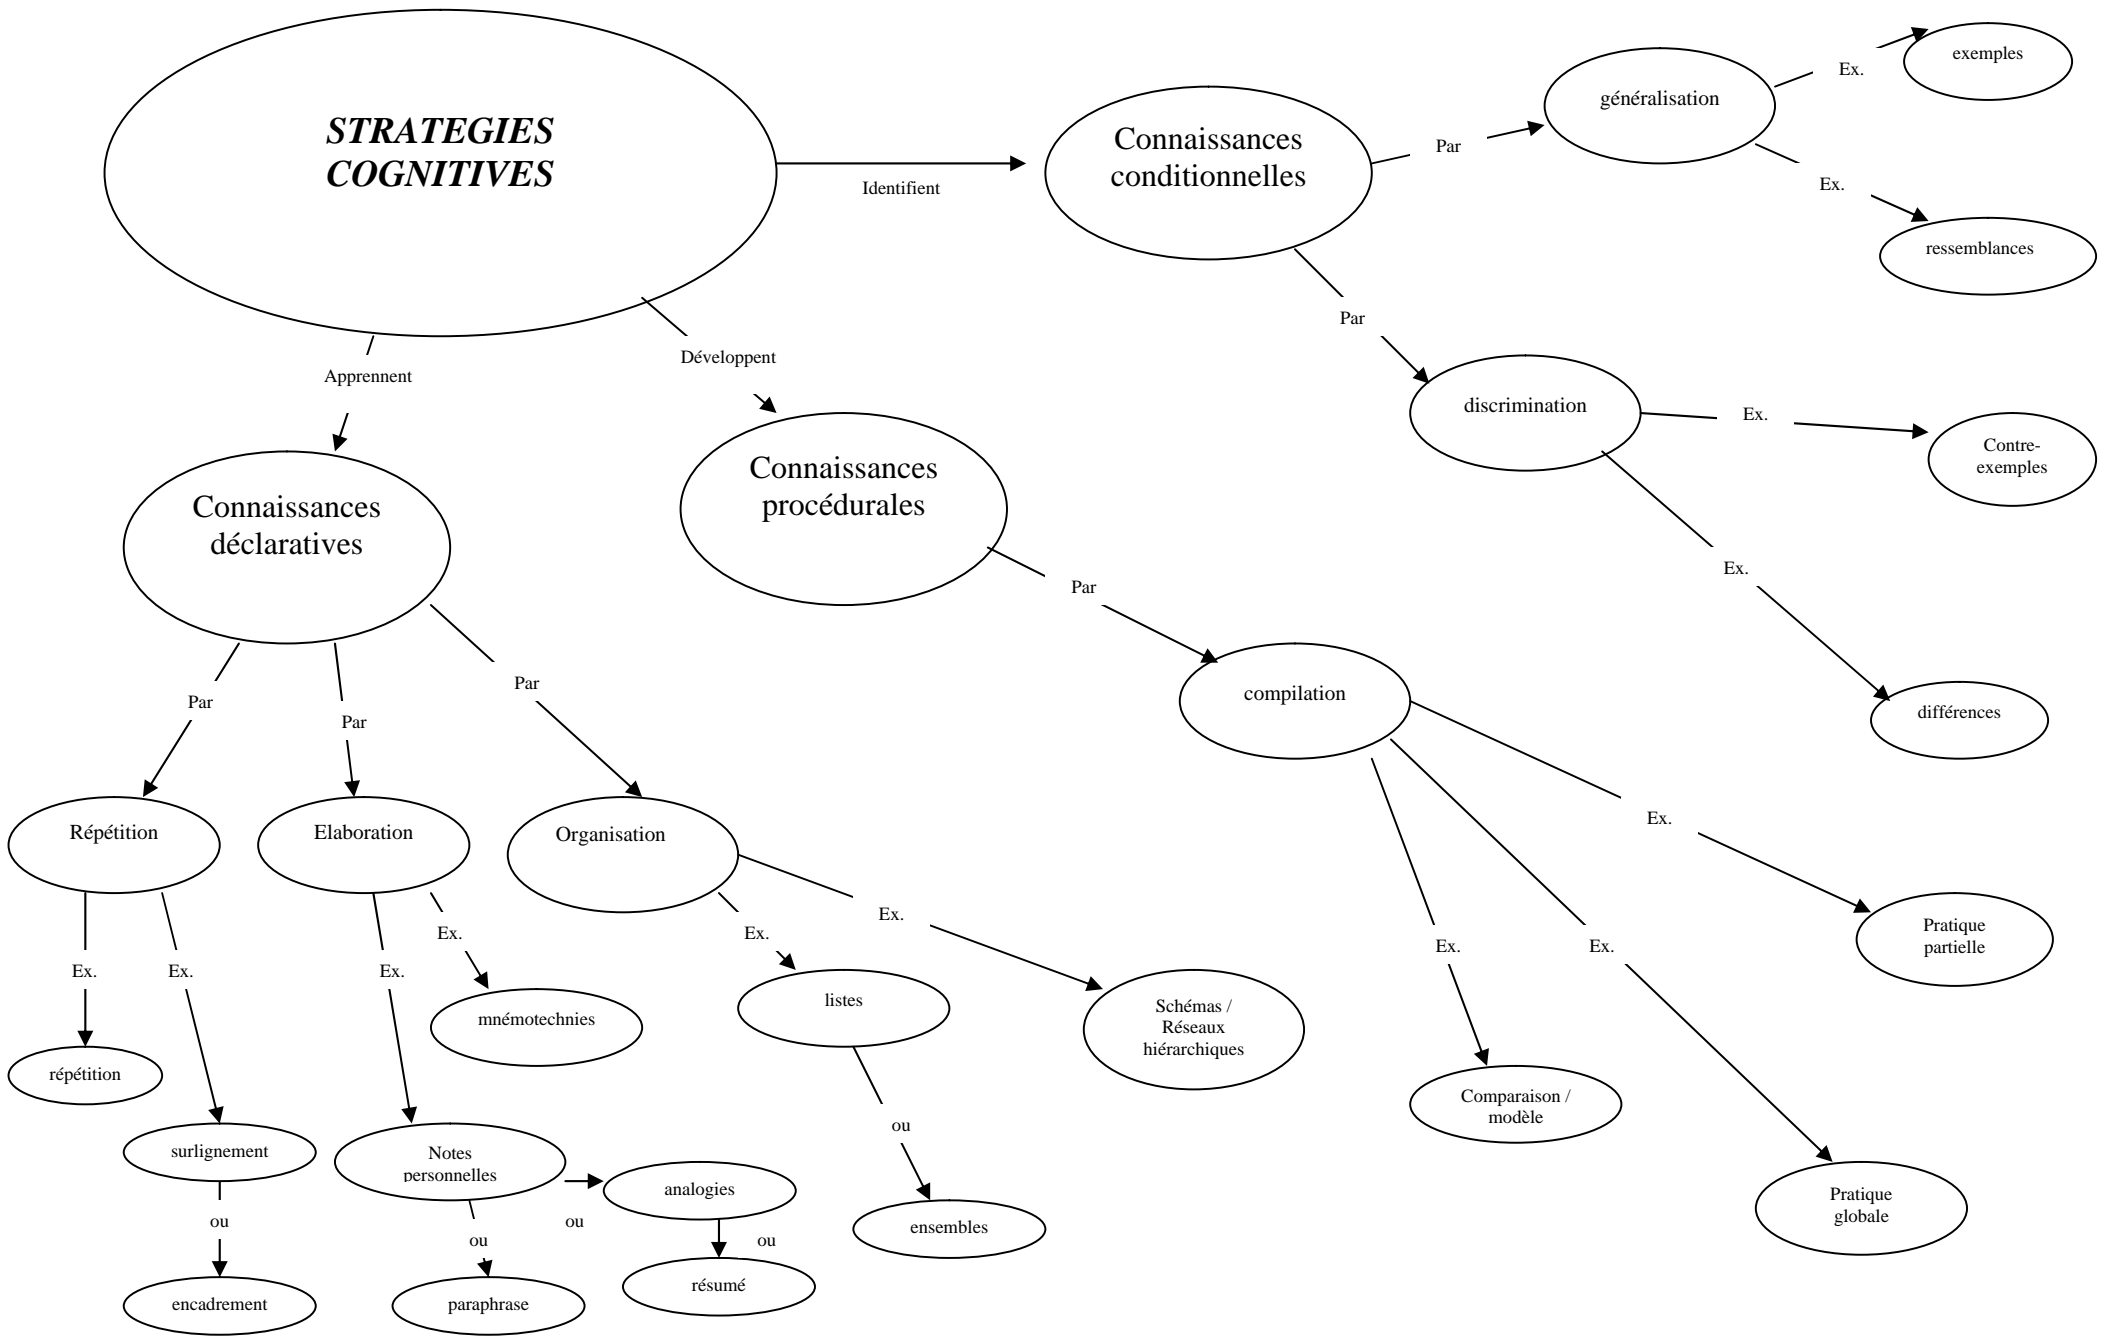 STRATEGIES
COGNITIVES
Identifient
Connaissances
conditionnelles
Par
généralisation
Ex.
exemples
Ex.
ressemblances
Par
discrimination
Ex.
Contre-
exemples
Ex.
différences
Développent
Connaissances
procédurales
Par
compilation
Ex.
Pratique
partielle
Ex.
Pratique
globale
Ex.
Comparaison /
modèle
Apprennent
Connaissances
déclaratives
Par
Répétition
Ex.
répétition
Ex.
surlignement
ou
encadrement
Par
Elaboration
Ex.
mnémotechnies
Ex.
Notes
personnelles
ou
paraphrase
ou
analogies
ou
résumé
Par
Organisation
Ex.
listes
ou
ensembles
Ex.
Schémas /
Réseaux
hiérarchiques